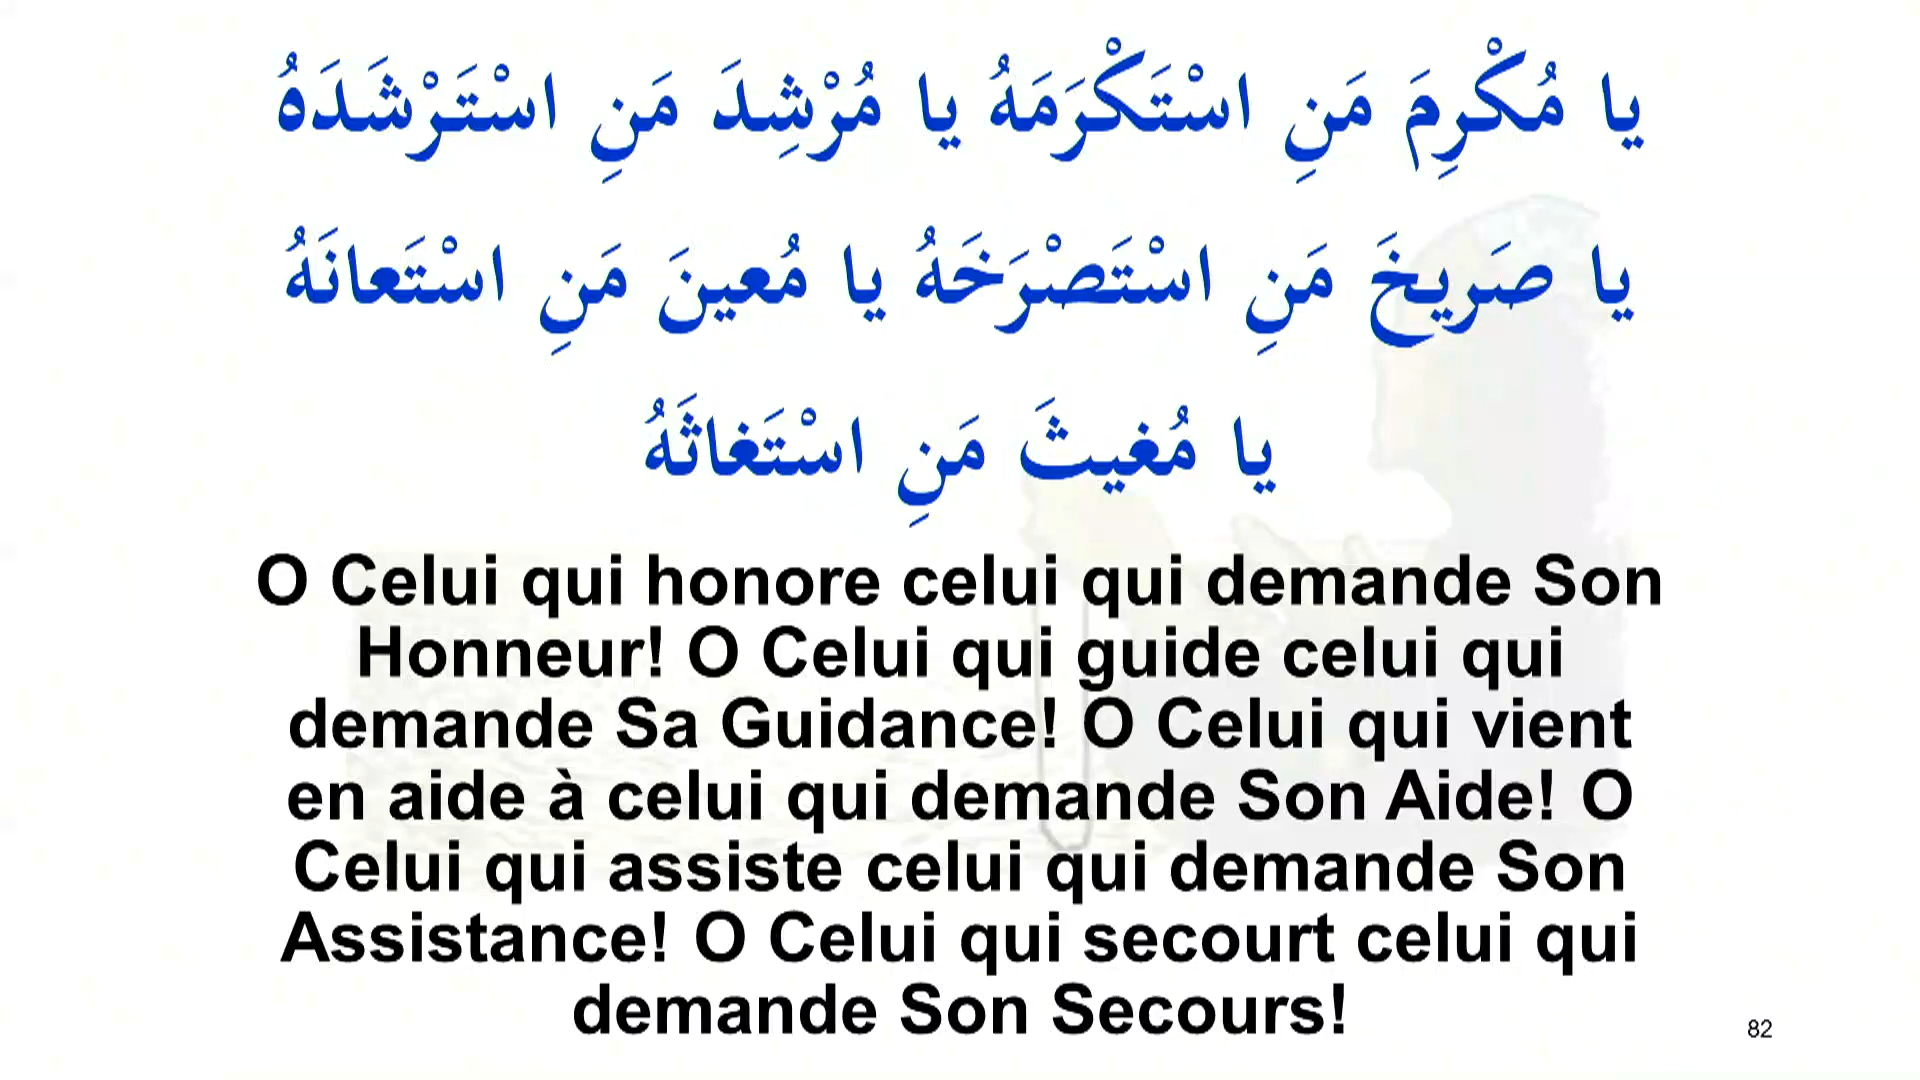 يا مُكْرِمَ مَنِ اسْتَكْرَمَهُ يا مُرْشِدَ مَنِ اسْتَرْشَدَهُ
يا صَريخَ مَنِ اسْتَصْرَخَهُ يا مُعينَ مَنِ اسْتَعانَهُ
يا مُغيثَ مَنِ اسْتَغاثَهُ
O Celui qui honore celui qui demande Son
Honneur! O Celui qui guide celui qui
demande Sa Guidance! O Celui qui vient
en aide à celui qui demande Son Aide! O
Celui qui assiste celui qui demande Son
Assistance! O Celui qui secourt celui qui
demande Son Secours!
82